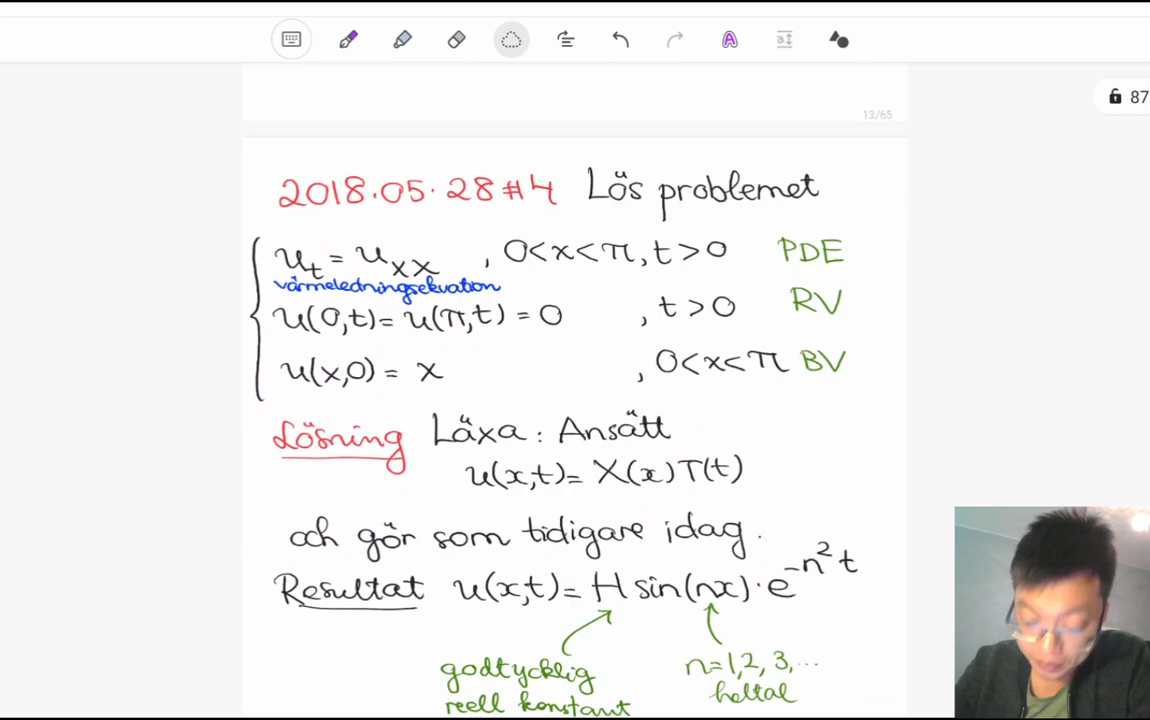 87
13/65
2018.05.28#4 Lös problemet
u_t = u_xx , 0<x<π, t>0 PDE
värmeledningsekvation
u(0,t)= u(π,t) = 0 , t>0 RV
u(x,0) = x , 0<x<π BV
Lösning Läxa: Ansätt
u(x,t)= X(x)T(t)
och gör som tidigare idag.
Resultat u(x,t)= H sin(nx)·e^{-n²t}
godtycklig n=1,2,3,...
reell konstant heltal